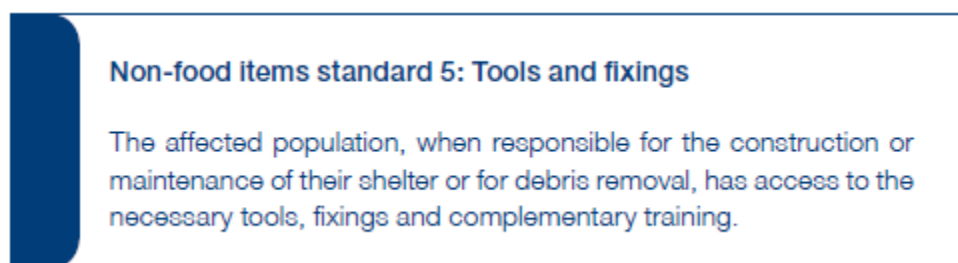 Non-food items standard 5: Tools and fixings
The affected population, when responsible for the construction or
maintenance of their shelter or for debris removal, has access to the
necessary tools, fixings and complementary training.